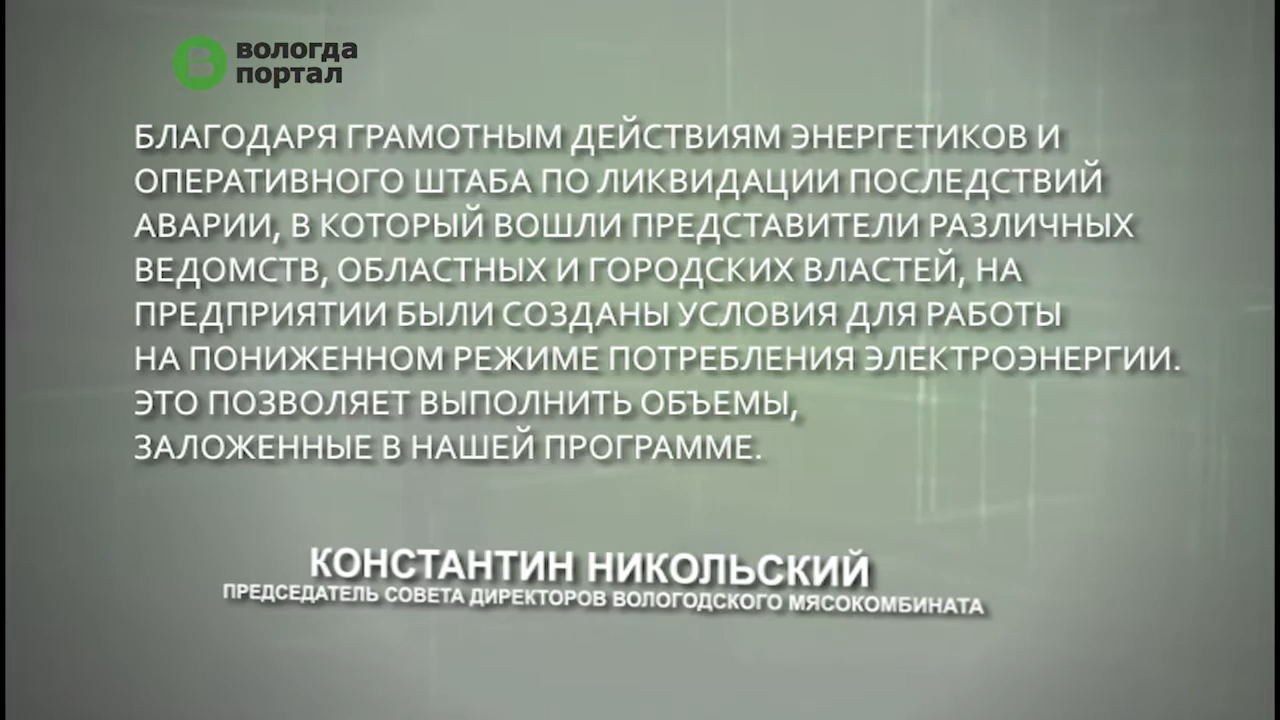 вологда
портал
БЛАГОДАРЯ ГРАМОТНЫМ ДЕЙСТВИЯМ ЭНЕРГЕТИКОВ И
ОПЕРАТИВНОГО ШТАБА ПО ЛИКВИДАЦИИ ПОСЛЕДСТВИЙ
АВАРИИ, В КОТОРЫЙ ВОШЛИ ПРЕДСТАВИТЕЛИ РАЗЛИЧНЫХ
ВЕДОМСТВ, ОБЛАСТНЫХ И ГОРОДСКИХ ВЛАСТЕЙ, НА
ПРЕДПРИЯТИИ БЫЛИ СОЗДАНЫ УСЛОВИЯ ДЛЯ РАБОТЫ
НА ПОНИЖЕННОМ РЕЖИМЕ ПОТРЕБЛЕНИЯ ЭЛЕКТРОЭНЕРГИИ.
ЭТО ПОЗВОЛЯЕТ ВЫПОЛНИТЬ ОБЪЕМЫ,
ЗАЛОЖЕННЫЕ В НАШЕЙ ПРОГРАММЕ.
КОНСТАНТИН НИКОЛЬСКИЙ
ПРЕДСЕДАТЕЛЬ СОВЕТА ДИРЕКТОРОВ ВОЛОГОДСКОГО МЯСОКОМБИНАТА